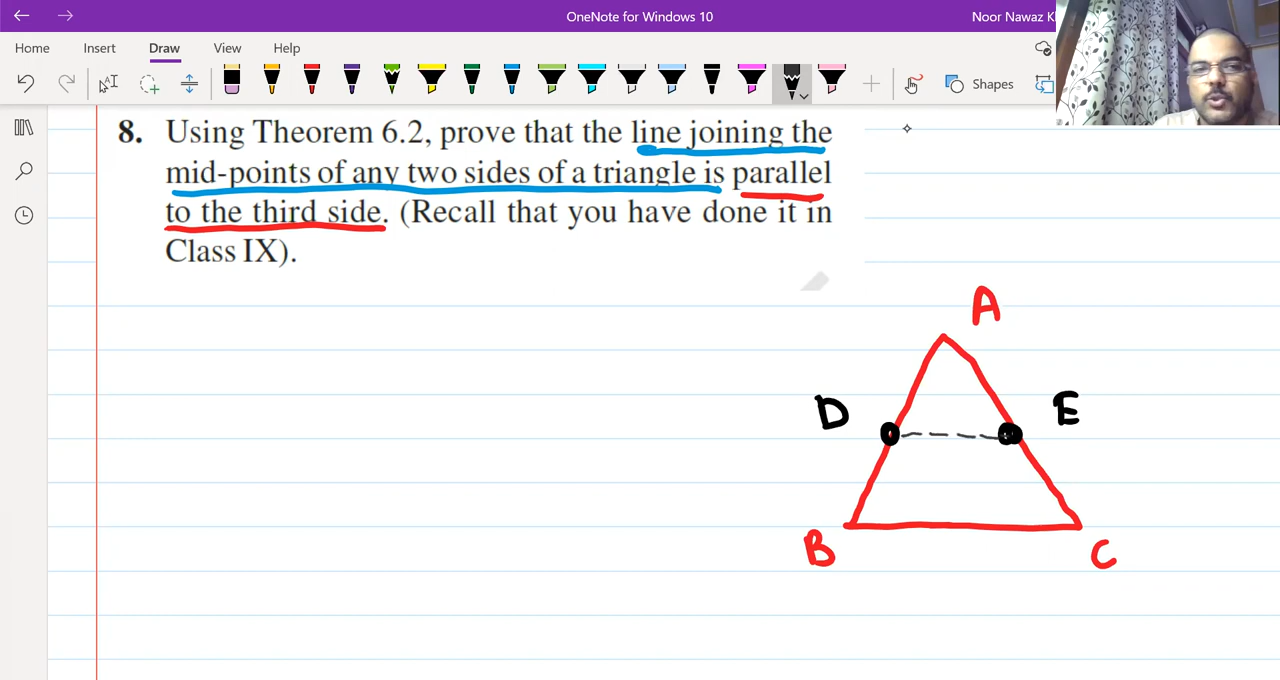 OneNote for Windows 10
Noor Nawaz K
Home Insert Draw View Help
Shapes
8. Using Theorem 6.2, prove that the line joining the
mid-points of any two sides of a triangle is parallel
to the third side. (Recall that you have done it in
Class IX).
A
D E
B C